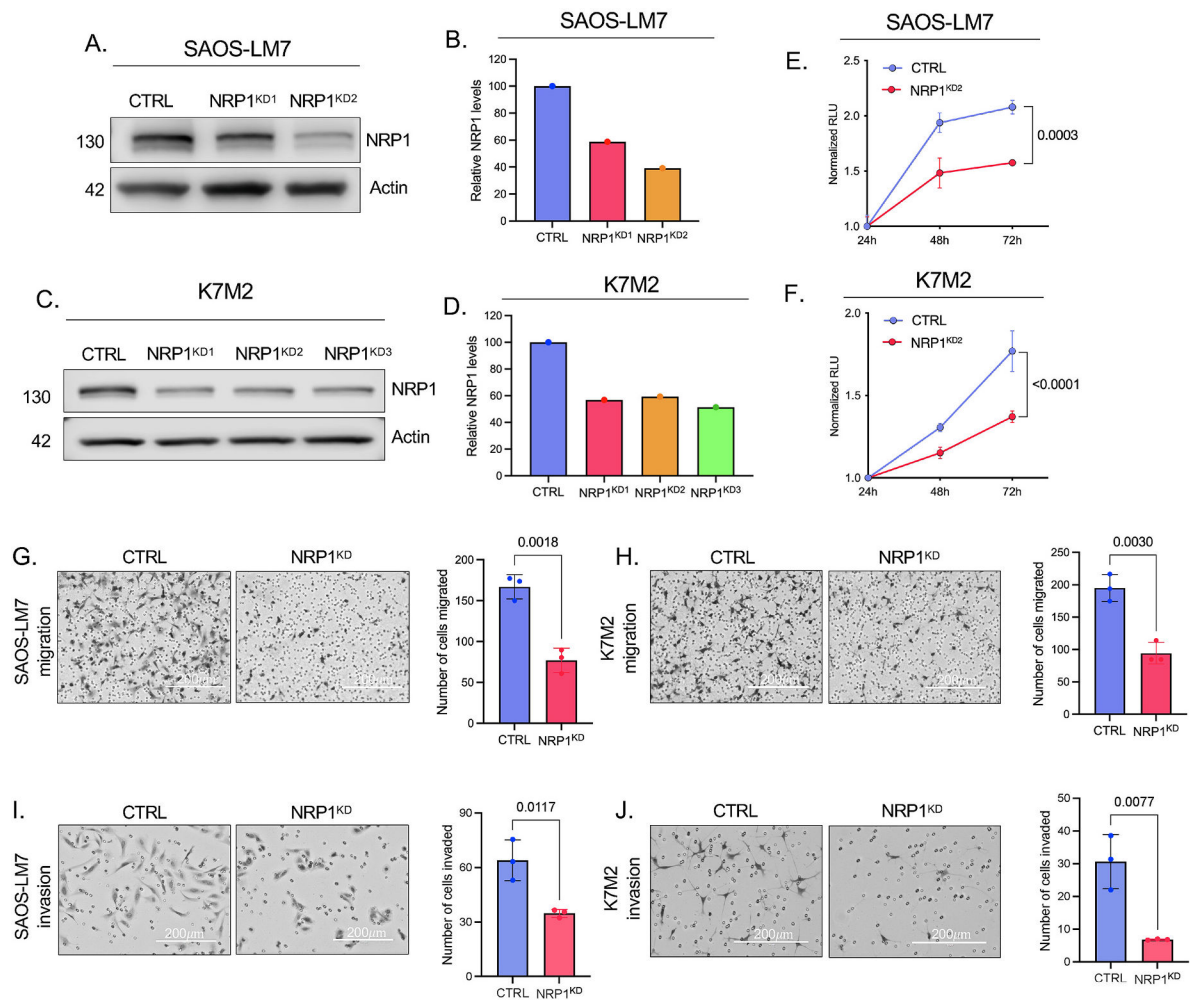 A.
SAOS-LM7
CTRL NRP1KD1 NRP1KD2
130
NRP1
42
Actin
B.
SAOS-LM7
Relative NRP1 levels
120
100
80
60
40
20
0
CTRL NRP1KD1 NRP1KD2
SAOS-LM7
E.
CTRL
NRP1KD2
Normalized RLU
2.5
2.0
1.5
1.0
24h 48h 72h
0.0003
C.
K7M2
CTRL NRP1KD1 NRP1KD2 NRP1KD3
130
NRP1
42
Actin
K7M2
D.
Relative NRP1 levels
120
100
80
60
40
20
0
CTRL NRP1KD1 NRP1KD2 NRP1KD3
K7M2
F.
CTRL
NRP1KD2
Normalized RLU
2.0
1.5
1.0
24h 48h 72h
<0.0001
G.
CTRL NRP1KD
SAOS-LM7
migration
200µm
Number of cells migrated
200
150
100
50
0
0.0018
CTRL NRP1KD
H.
CTRL NRP1KD
K7M2
migration
200µm 200µm
Number of cells migrated
250
200
150
100
50
0
0.0030
CTRL NRP1KD
I.
CTRL NRP1KD
SAOS-LM7
invasion
200µm 200µm
Number of cells invaded
90
60
30
0
0.0117
CTRL NRP1KD
J.
CTRL NRP1KD
K7M2
invasion
200µm 200µm
Number of cells invaded
50
40
30
20
10
0
0.0077
CTRL NRP1KD